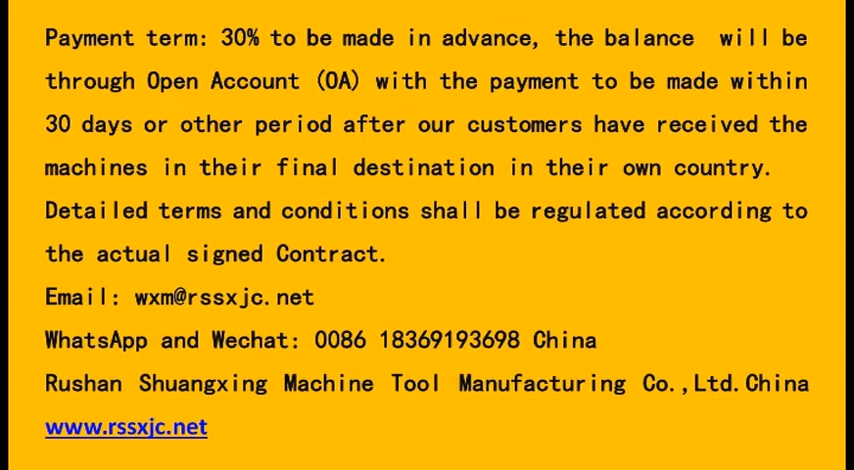 Payment term: 30% to be made in advance, the balance will be
through Open Account (OA) with the payment to be made within
30 days or other period after our customers have received the
machines in their final destination in their own country.
Detailed terms and conditions shall be regulated according to
the actual signed Contract.
Email: wxm@rssxjc.net
WhatsApp and Wechat: 0086 18369193698 China
Rushan Shuangxing Machine Tool Manufacturing Co.,Ltd.China
www.rssxjc.net